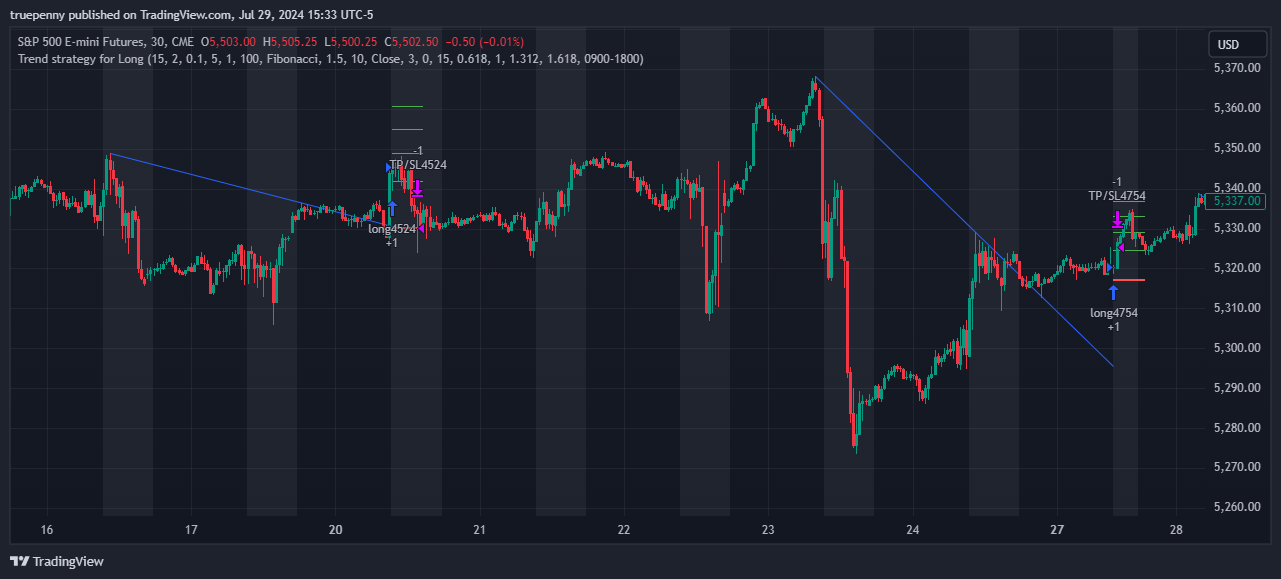 truepenny published on TradingView.com, Jul 29, 2024 15:33 UTC-5
S&P 500 E-mini Futures, 30, CME O5,503.00 H5,505.25 L5,500.25 C5,502.50 −0.50 (−0.01%)
Trend strategy for Long (15, 2, 0.1, 5, 1, 100, Fibonacci, 1.5, 10, Close, 3, 0, 15, 0.618, 1, 1.312, 1.618, 0900-1800)
USD
5,370.00
5,360.00
5,350.00
5,340.00
5,337.00
5,330.00
5,320.00
5,310.00
5,300.00
5,290.00
5,280.00
5,270.00
5,260.00
-1
TP/SL4524
long4524
+1
-1
TP/SL4754
long4754
+1
16 17 20 21 22 23 24 27 28
TradingView